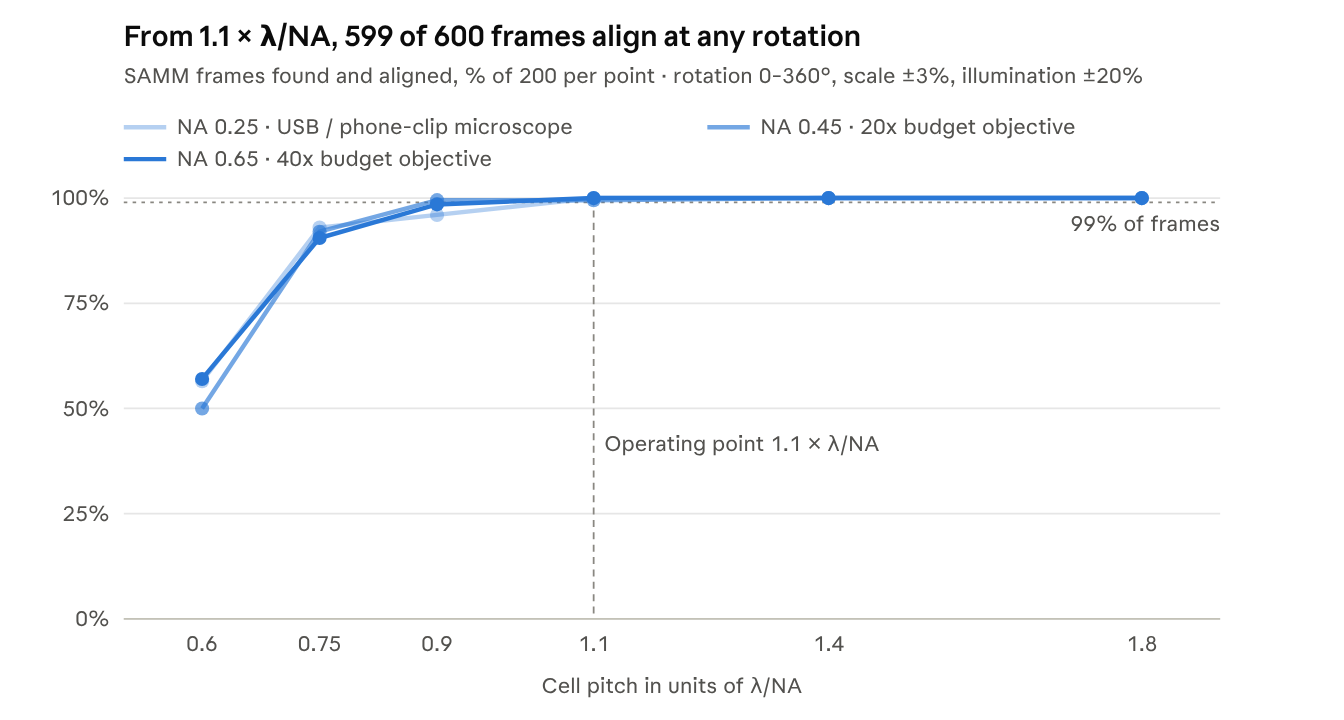 From 1.1 × λ/NA, 599 of 600 frames align at any rotation
SAMM frames found and aligned, % of 200 per point · rotation 0–360°, scale ±3%, illumination ±20%
NA 0.25 · USB / phone-clip microscope
NA 0.45 · 20x budget objective
NA 0.65 · 40x budget objective
100%
99% of frames
75%
50%
Operating point 1.1 × λ/NA
25%
0%
0.6 0.75 0.9 1.1 1.4 1.8
Cell pitch in units of λ/NA